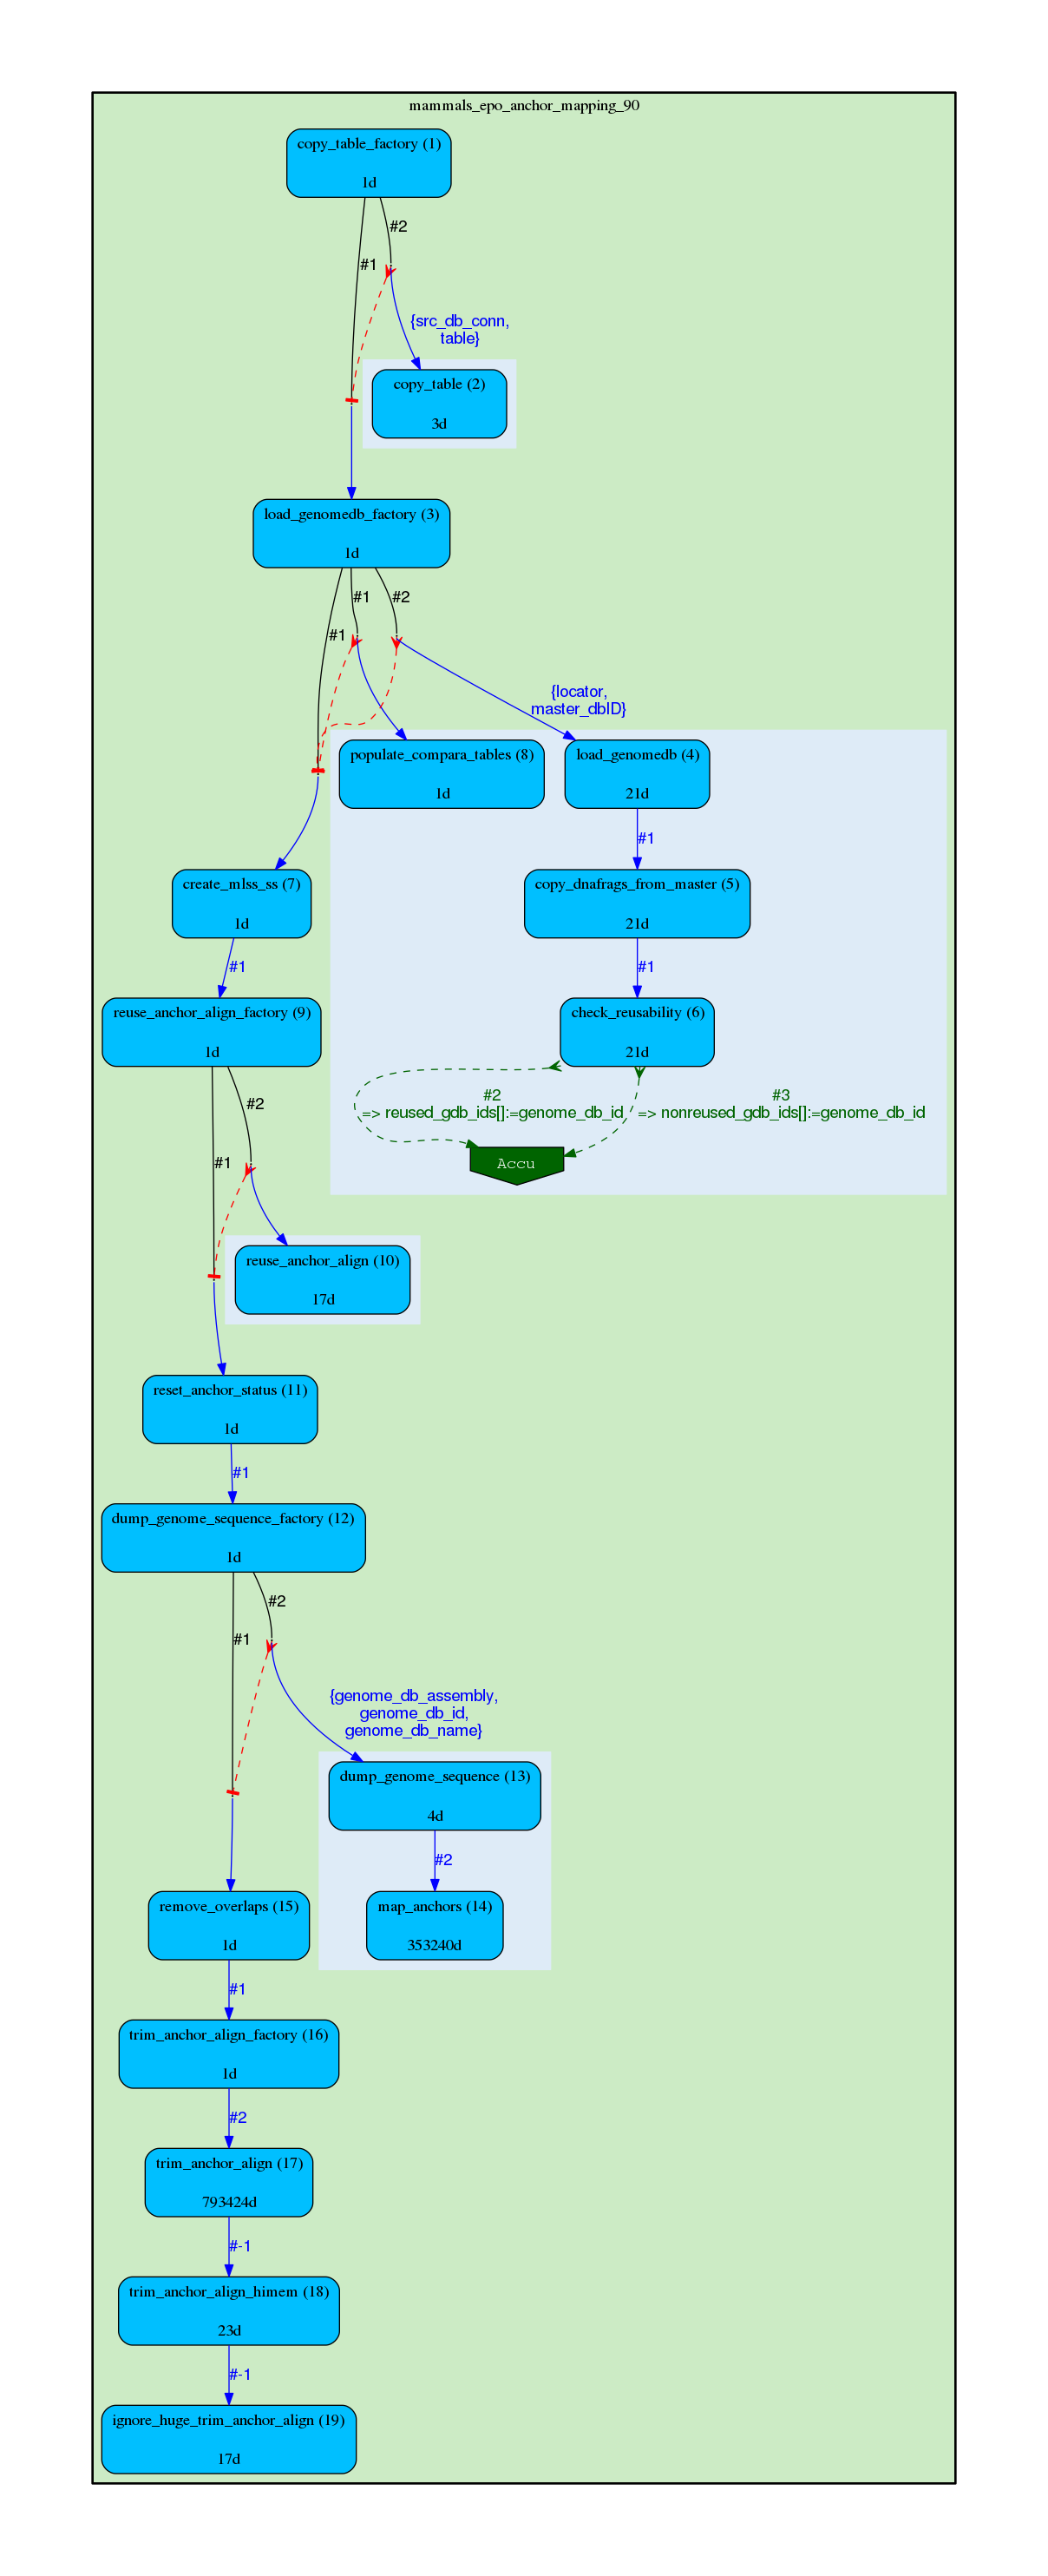 mammals_epo_anchor_mapping_90
copy_table_factory (1)
1d
#2
#1
{src_db_conn,
table}
copy_table (2)
3d
load_genomedb_factory (3)
1d
#1
#2
#1
{locator,
master_dbID}
populate_compara_tables (8)
1d
load_genomedb (4)
21d
#1
create_mlss_ss (7)
1d
copy_dnafrags_from_master (5)
21d
#1
#1
reuse_anchor_align_factory (9)
1d
check_reusability (6)
21d
#2
=> reused_gdb_ids[]:=genome_db_id
#3
=> nonreused_gdb_ids[]:=genome_db_id
#2
#1
Accu
reuse_anchor_align (10)
17d
reset_anchor_status (11)
1d
#1
dump_genome_sequence_factory (12)
1d
#2
#1
{genome_db_assembly,
genome_db_id,
genome_db_name}
dump_genome_sequence (13)
4d
#2
remove_overlaps (15)
1d
map_anchors (14)
353240d
#1
trim_anchor_align_factory (16)
1d
#2
trim_anchor_align (17)
793424d
#-1
trim_anchor_align_himem (18)
23d
#-1
ignore_huge_trim_anchor_align (19)
17d